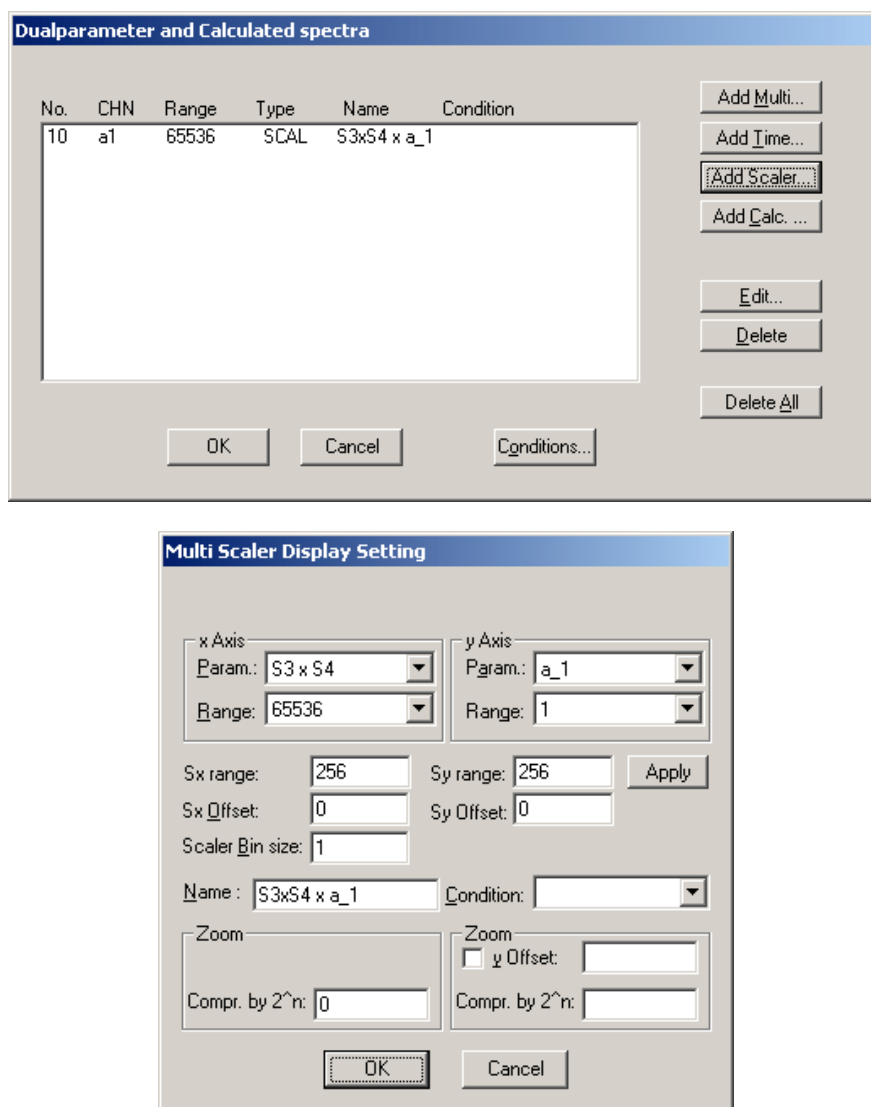 Dualparameter and Calculated spectra
No. CHN Range Type Name Condition
10 a1 65536 SCAL S3xS4 x a_1
Add Multi...
Add Time...
Add Scaler...
Add Calc. ...
Edit...
Delete
Delete All
OK Cancel Conditions...
Multi Scaler Display Setting
x Axis
Param.: S3 x S4
Range: 65536
y Axis
Param.: a_1
Range: 1
Sx range: 256 Sy range: 256 Apply
Sx Offset: 0 Sy Offset: 0
Scaler Bin size: 1
Name : S3xS4 x a_1 Condition:
Zoom
Compr. by 2^n: 0
Zoom
y Offset:
Compr. by 2^n:
OK Cancel